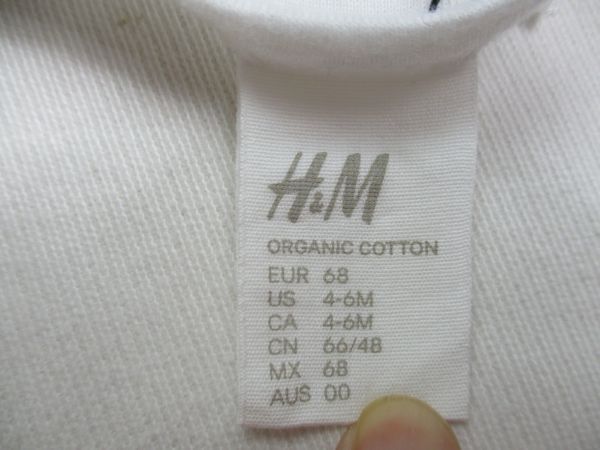 H&M
ORGANIC COTTON
EUR 68
US 4-6M
CA 4-6M
CN 66/48
MX 68
AUS 00